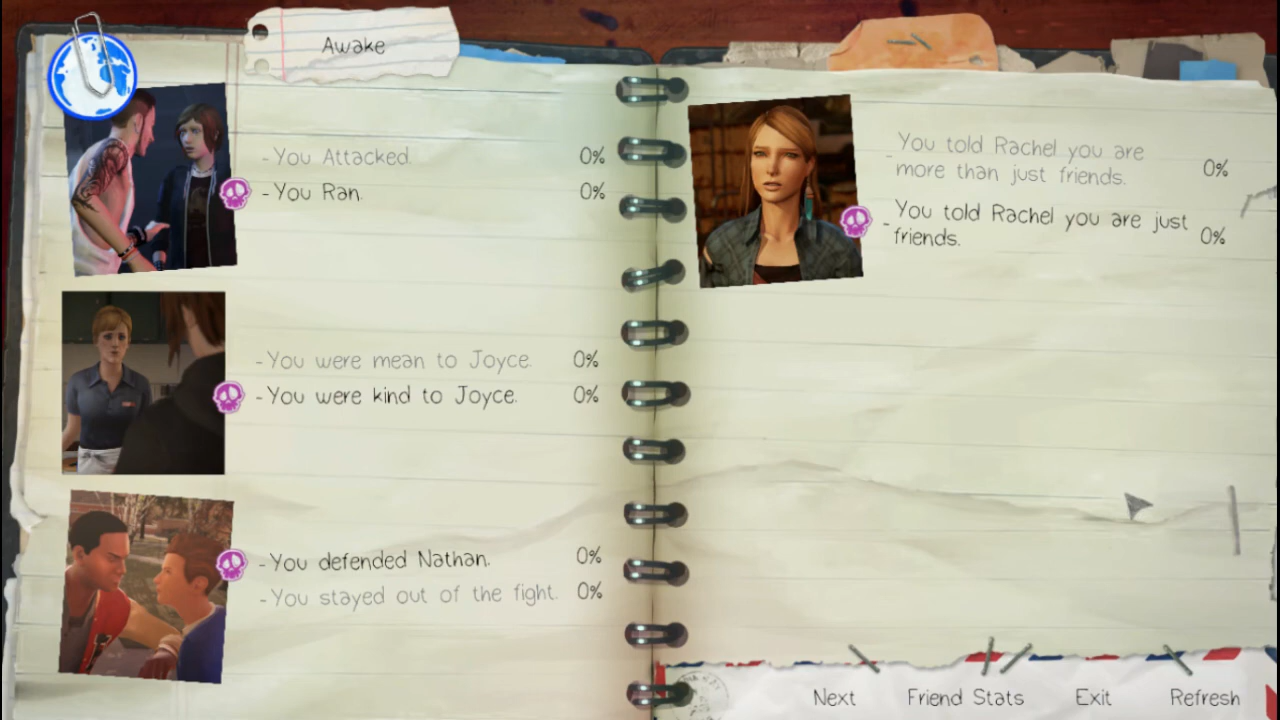 Awake
-You Attacked. 0%
-You Ran. 0%
-You were mean to Joyce. 0%
-You were kind to Joyce. 0%
-You defended Nathan. 0%
-You stayed out of the fight. 0%
-You told Rachel you are
more than just friends. 0%
-You told Rachel you are just
friends. 0%
Next Friend Stats Exit Refresh